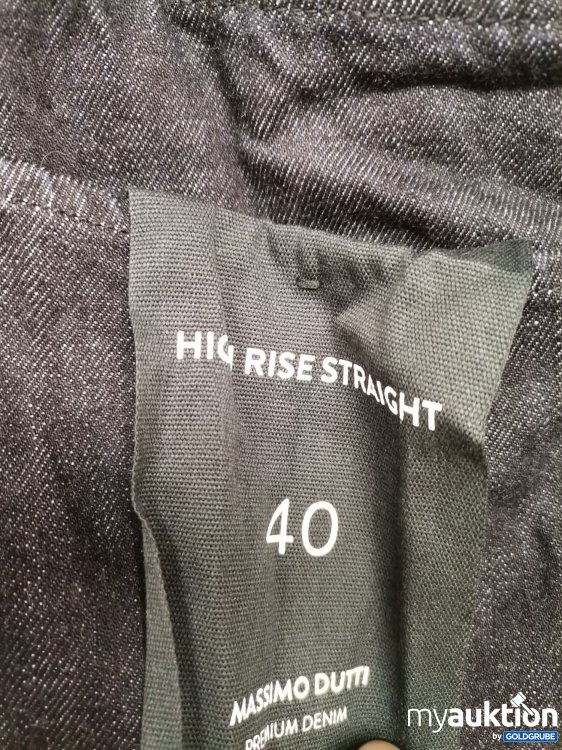 HIG RISE STRAIGHT
40
MASSIMO DUTTI
PREMIUM DENIM
myauktion
by GOLDGRUBE